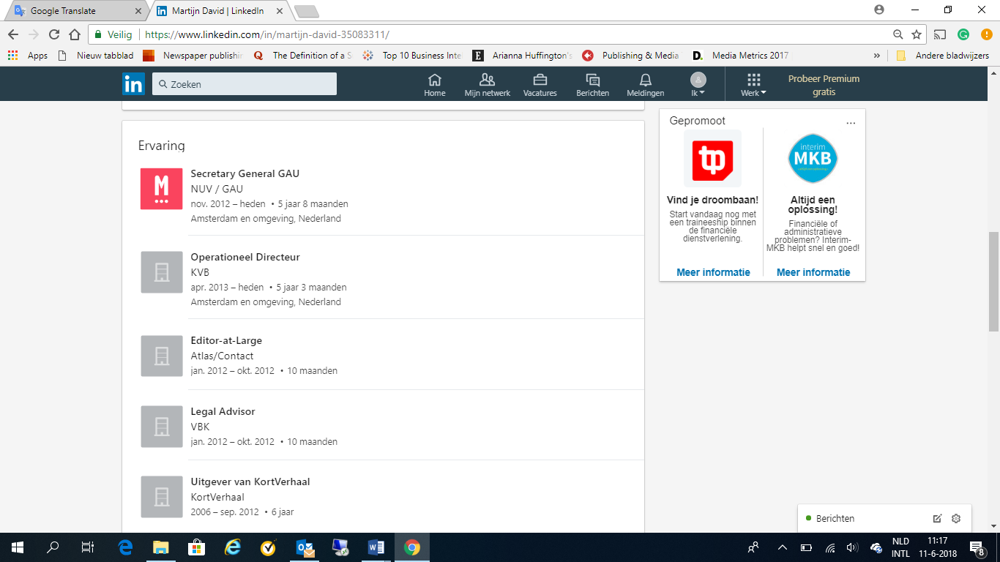 Google Translate
Martijn David | LinkedIn
Veilig
https://www.linkedin.com/in/martijn-david-35083311/
Apps
Nieuw tabblad
Newspaper publishi
The Definition of a S
Top 10 Business Inte
Arianna Huffington's
Publishing & Media
Media Metrics 2017
»
Andere bladwijzers
in
Zoeken
Home
Mijn netwerk
Vacatures
Berichten
Meldingen
Ik
Werk
Probeer Premium
gratis
Ervaring
M
Secretary General GAU
NUV / GAU
nov. 2012 – heden • 5 jaar 8 maanden
Amsterdam en omgeving, Nederland
Operationeel Directeur
KVB
apr. 2013 – heden • 5 jaar 3 maanden
Amsterdam en omgeving, Nederland
Editor-at-Large
Atlas/Contact
jan. 2012 – okt. 2012 • 10 maanden
Legal Advisor
VBK
jan. 2012 – okt. 2012 • 10 maanden
Uitgever van KortVerhaal
KortVerhaal
2006 – sep. 2012 • 6 jaar
Gepromoot
...
tp
Vind je droombaan!
Start vandaag nog met
een traineeship binnen
de financiële
dienstverlening.
Meer informatie
interim
MKB
Altijd een
oplossing!
Financiële of
administratieve
problemen? Interim-
MKB helpt snel en goed!
Meer informatie
Berichten
NLD
INTL
11:17
11-6-2018
8